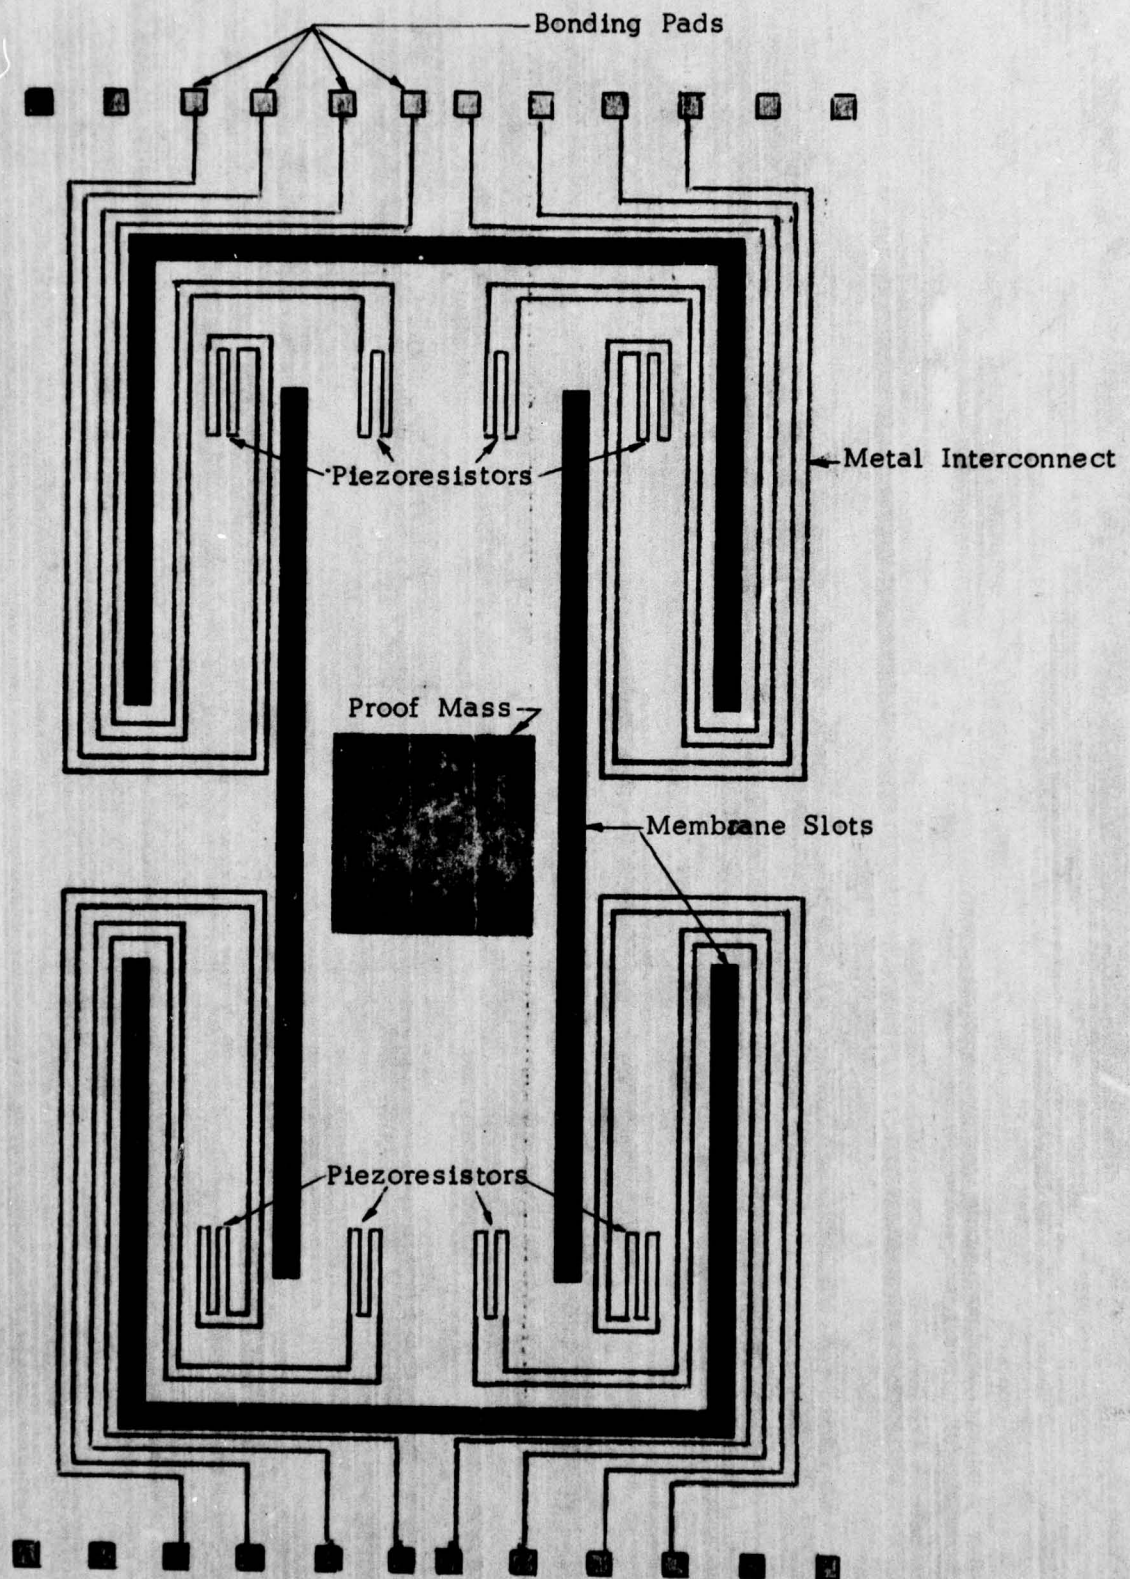 Bonding Pads
Piezoresistors
Metal Interconnect
Proof Mass
Membrane Slots
Piezoresistors